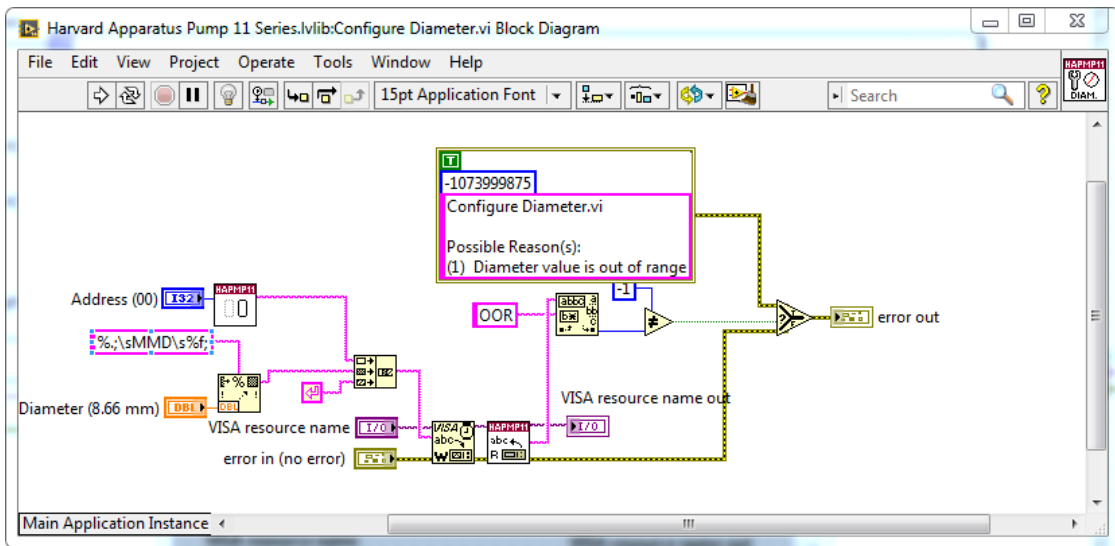 Harvard Apparatus Pump 11 Series.lvlib:Configure Diameter.vi Block Diagram
File Edit View Project Operate Tools Window Help
15pt Application Font
Search
HAPMP11
DIAM.
T
-1073999875
Configure Diameter.vi
Possible Reason(s):
(1) Diameter value is out of range
-1
Address (00) I32
HAPMP11
OOR
error out
%.;\sMMD\s%f;
Diameter (8.66 mm) DBL
DBL
VISA resource name out
VISA resource name I/O
VISA
abc
W
HAPMP11
abc
R
I/O
error in (no error)
Main Application Instance